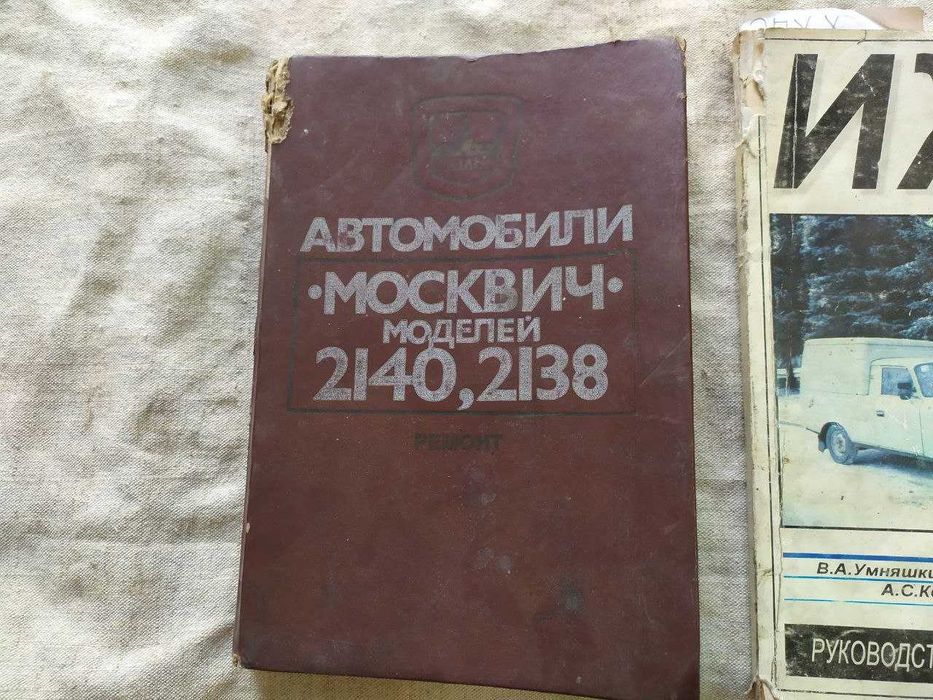 АВТОМОБИЛИ
•МОСКВИЧ•
МОДЕЛЕЙ
2140, 2138
РЕМОНТ
ИЖ
В.А.Умняшки
А.С.К
РУКОВОДСТ